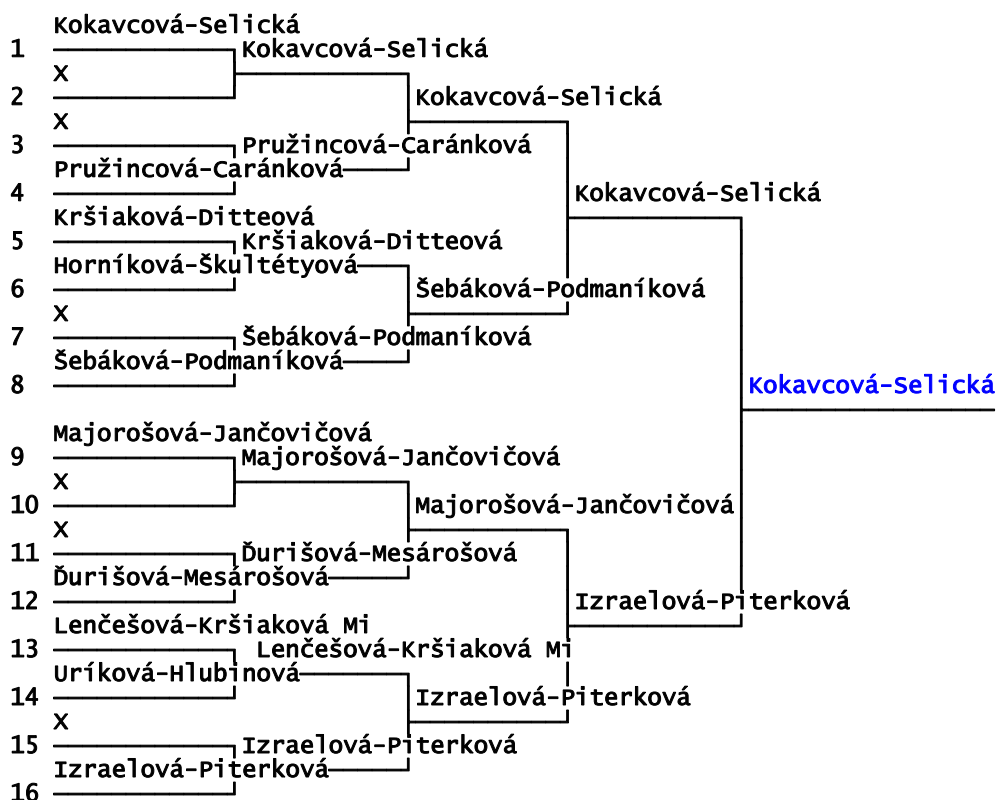 Kokavcová-Selická
1 Kokavcová-Selická
X
2 Kokavcová-Selická
X
3 Pružincová-Caránková
Pružincová-Caránková
4 Kokavcová-Selická
Kršiaková-Ditteová
5 Kršiaková-Ditteová
Horníková-Škultétyová
6 Šebáková-Podmaníková
X
7 Šebáková-Podmaníková
Šebáková-Podmaníková
8 Kokavcová-Selická
Majorošová-Jančovičová
9 Majorošová-Jančovičová
X
10 Majorošová-Jančovičová
X
11 Ďurišová-Mesárošová
Ďurišová-Mesárošová
12 Izraelová-Piterková
Lenčešová-Kršiaková Mi
13 Lenčešová-Kršiaková Mi
Uríková-Hlubinová
14 Izraelová-Piterková
X
15 Izraelová-Piterková
Izraelová-Piterková
16